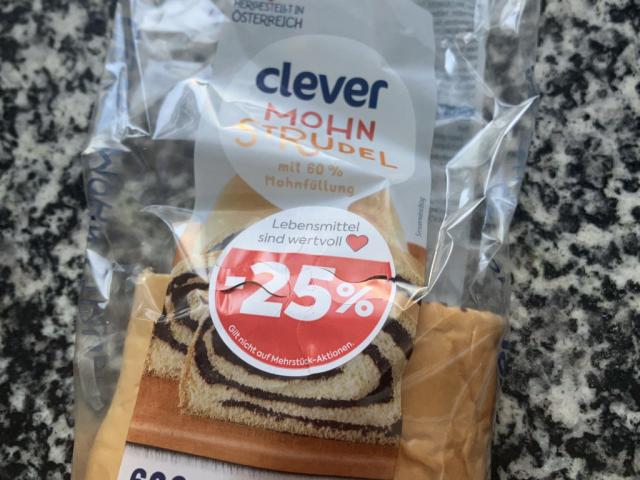 HERGESTELLT IN
ÖSTERREICH
clever
MOHN
STRUDEL
mit 60 %
Mohnfüllung
Lebensmittel
sind wertvoll
-25%
Gilt nicht auf Mehrstück-Aktionen.